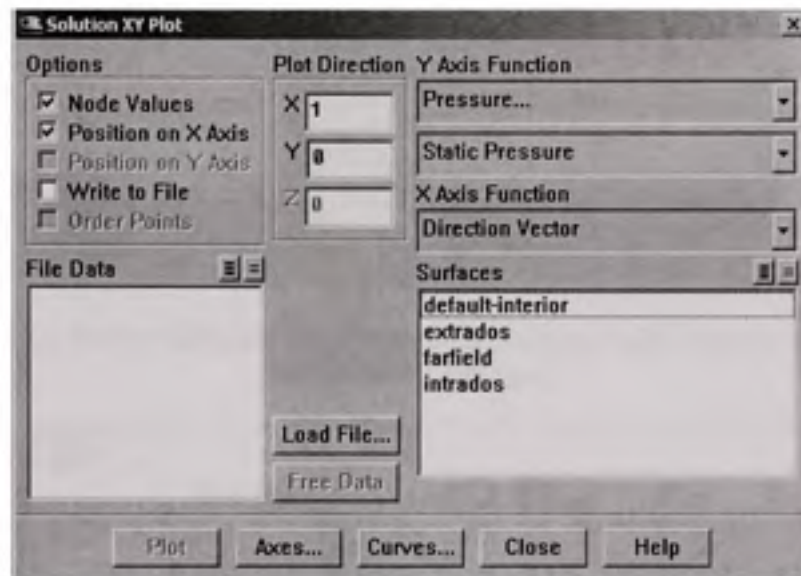 Solution XY Plot
Options
Node Values
Position on X Axis
Position on Y Axis
Write to File
Order Points
Plot Direction
X 1
Y 0
Z 0
Y Axis Function
Pressure...
Static Pressure
X Axis Function
Direction Vector
File Data
Surfaces
default-interior
extrados
farfield
intrados
Load File...
Free Data
Plot
Axes...
Curves...
Close
Help